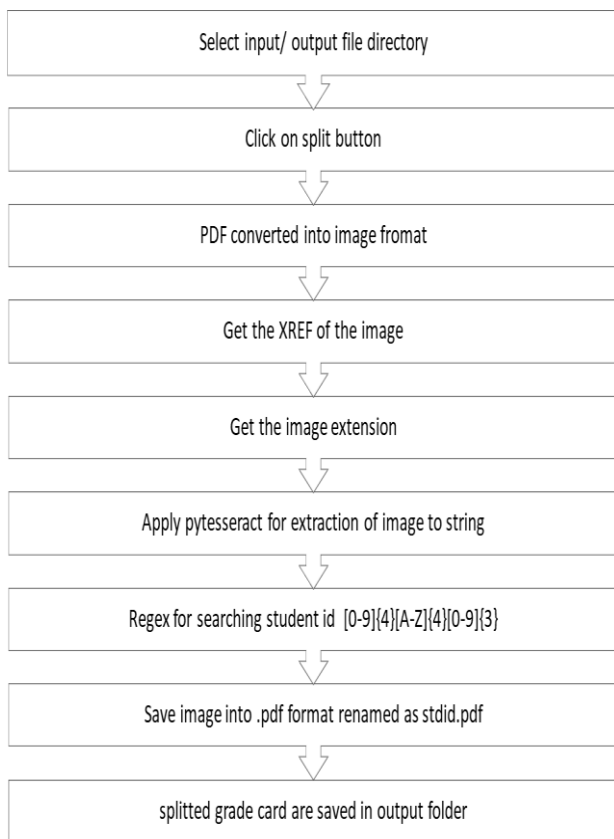 Select input/ output file directory
Click on split button
PDF converted into image fromat
Get the XREF of the image
Get the image extension
Apply pytesseract for extraction of image to string
Regex for searching student id [0-9]{4}[A-Z]{4}[0-9]{3}
Save image into .pdf format renamed as stdid.pdf
splitted grade card are saved in output folder